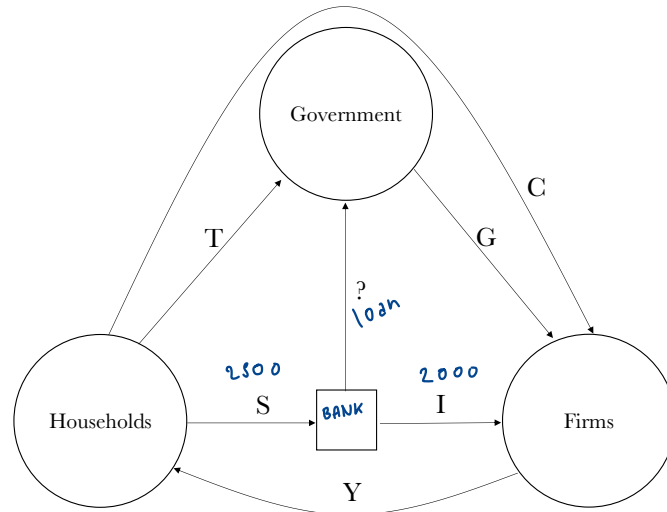 Government
C
T
G
?
loan
2500
2000
Households
S
BANK
I
Firms
Y